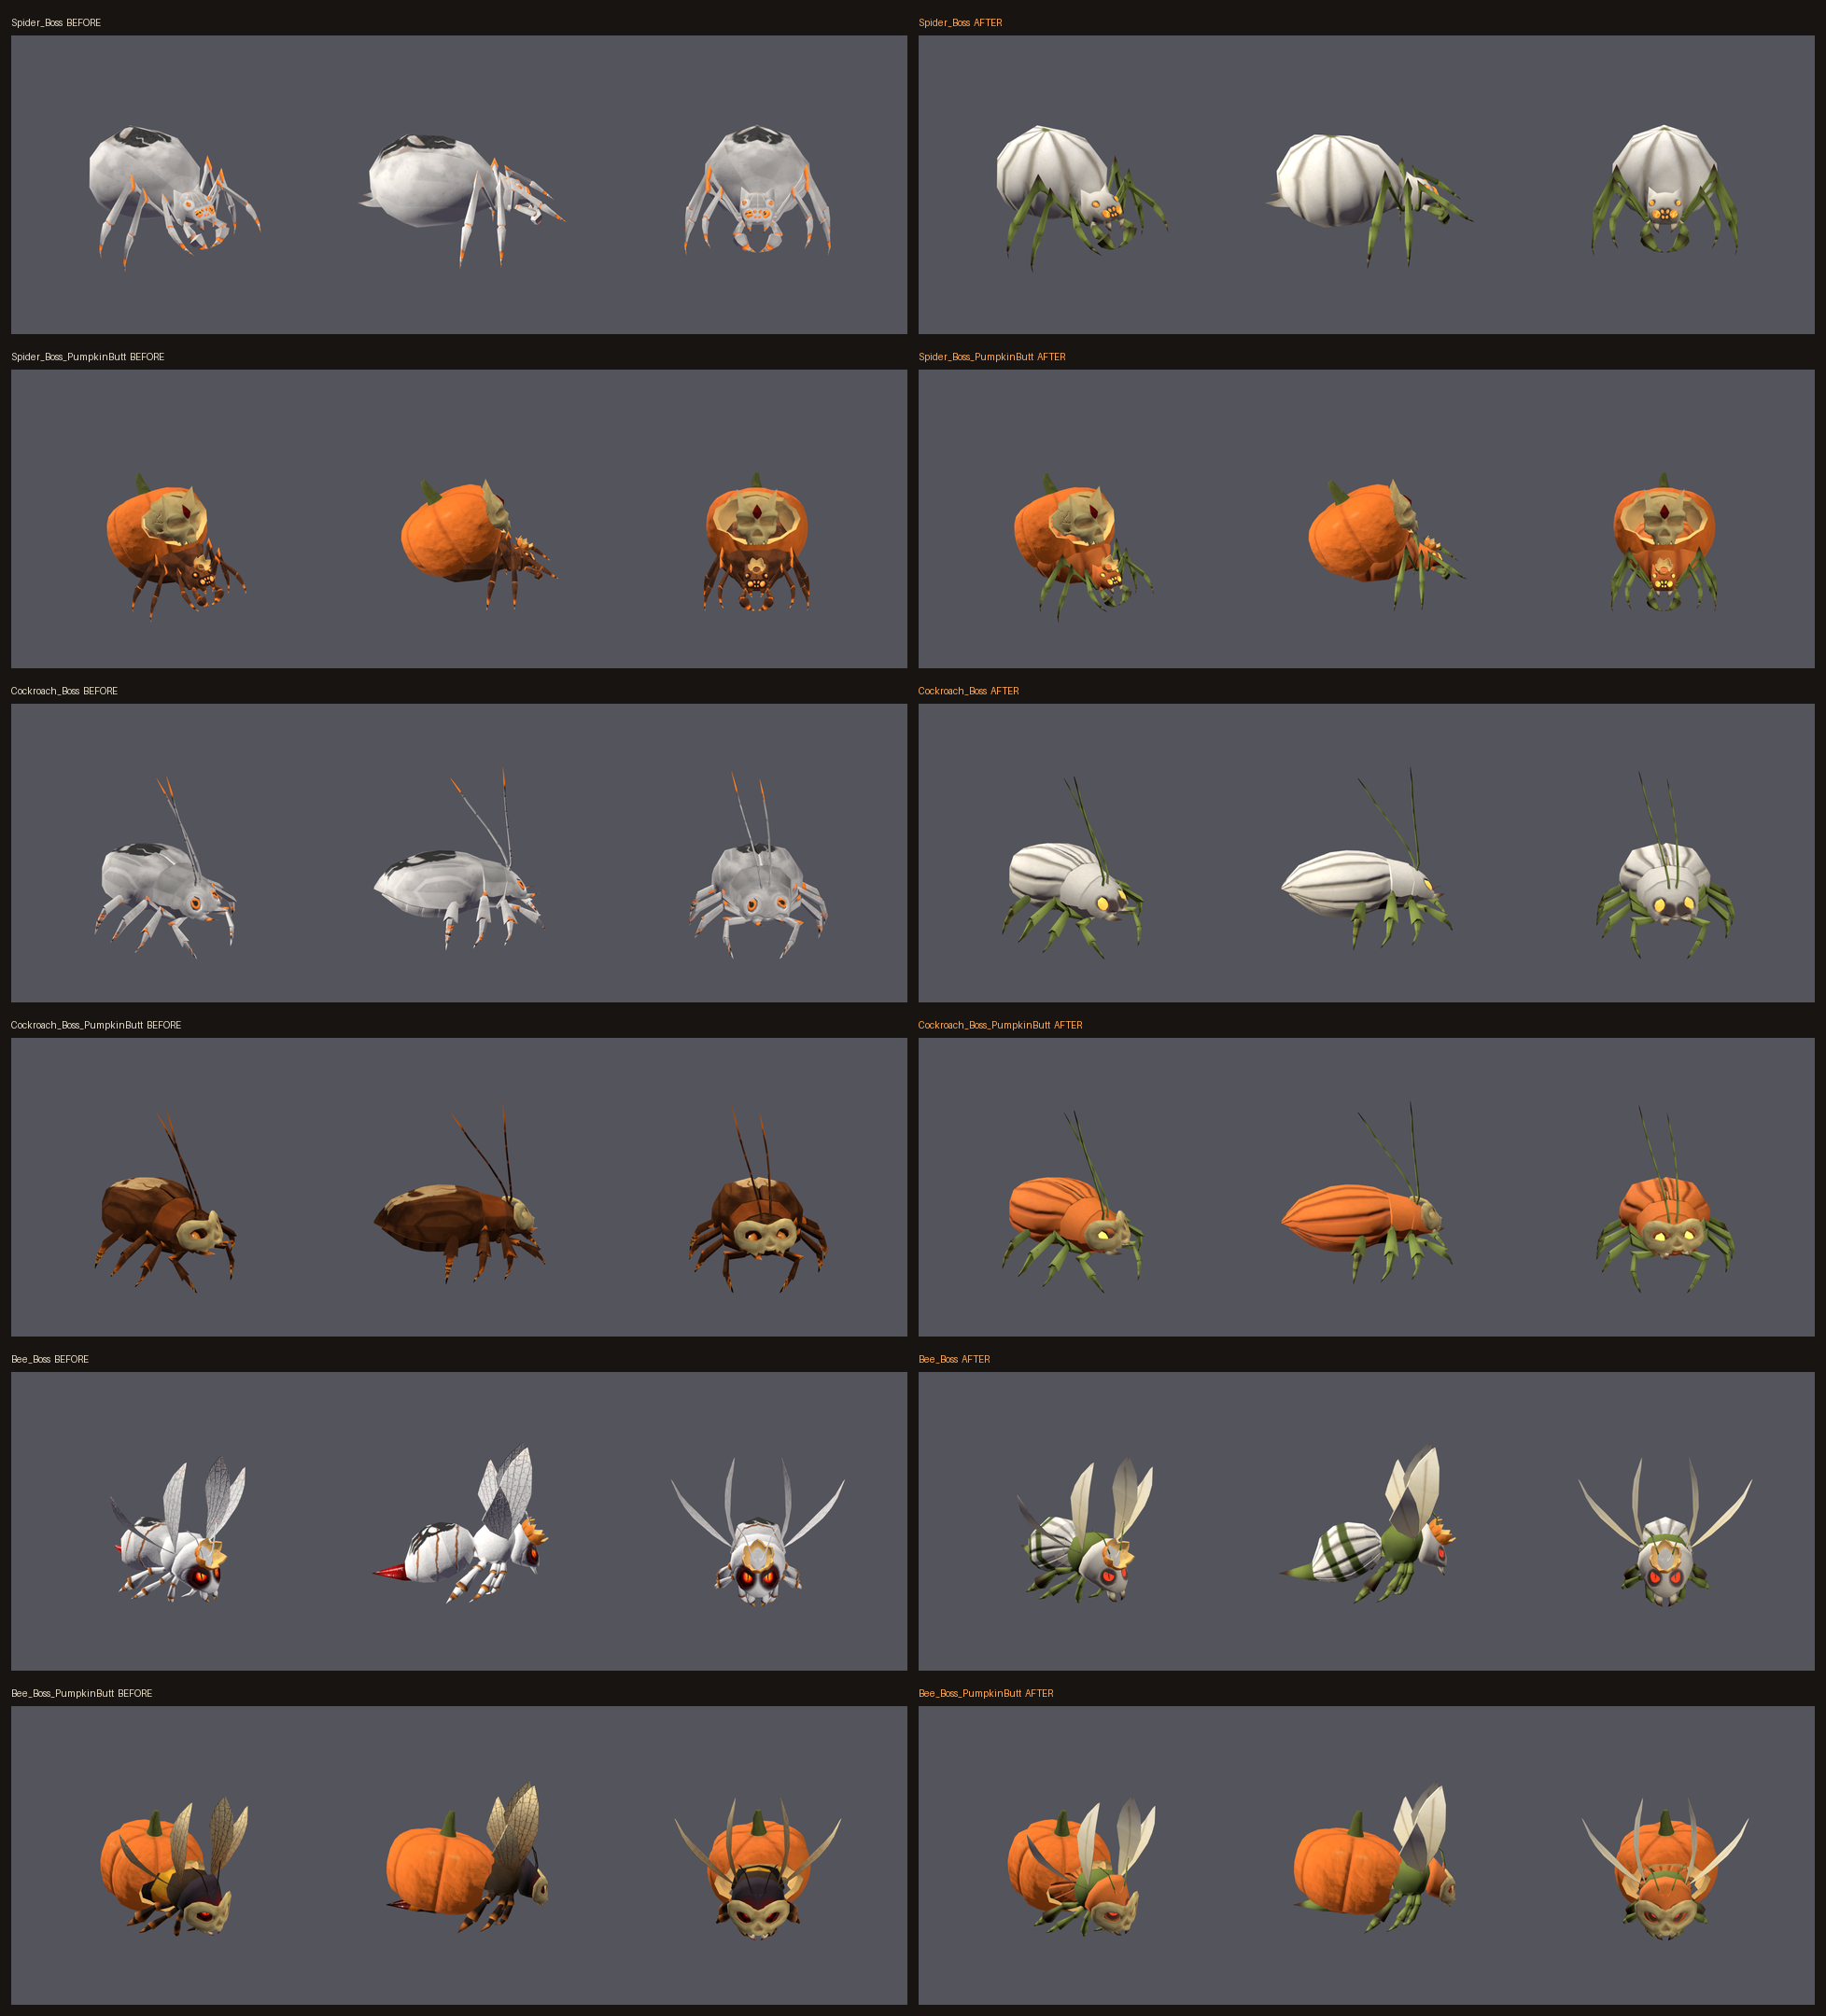 Spider_Boss BEFORE
Spider_Boss AFTER
Spider_Boss_PumpkinButt BEFORE
Spider_Boss_PumpkinButt AFTER
Cockroach_Boss BEFORE
Cockroach_Boss AFTER
Cockroach_Boss_PumpkinButt BEFORE
Cockroach_Boss_PumpkinButt AFTER
Bee_Boss BEFORE
Bee_Boss AFTER
Bee_Boss_PumpkinButt BEFORE
Bee_Boss_PumpkinButt AFTER